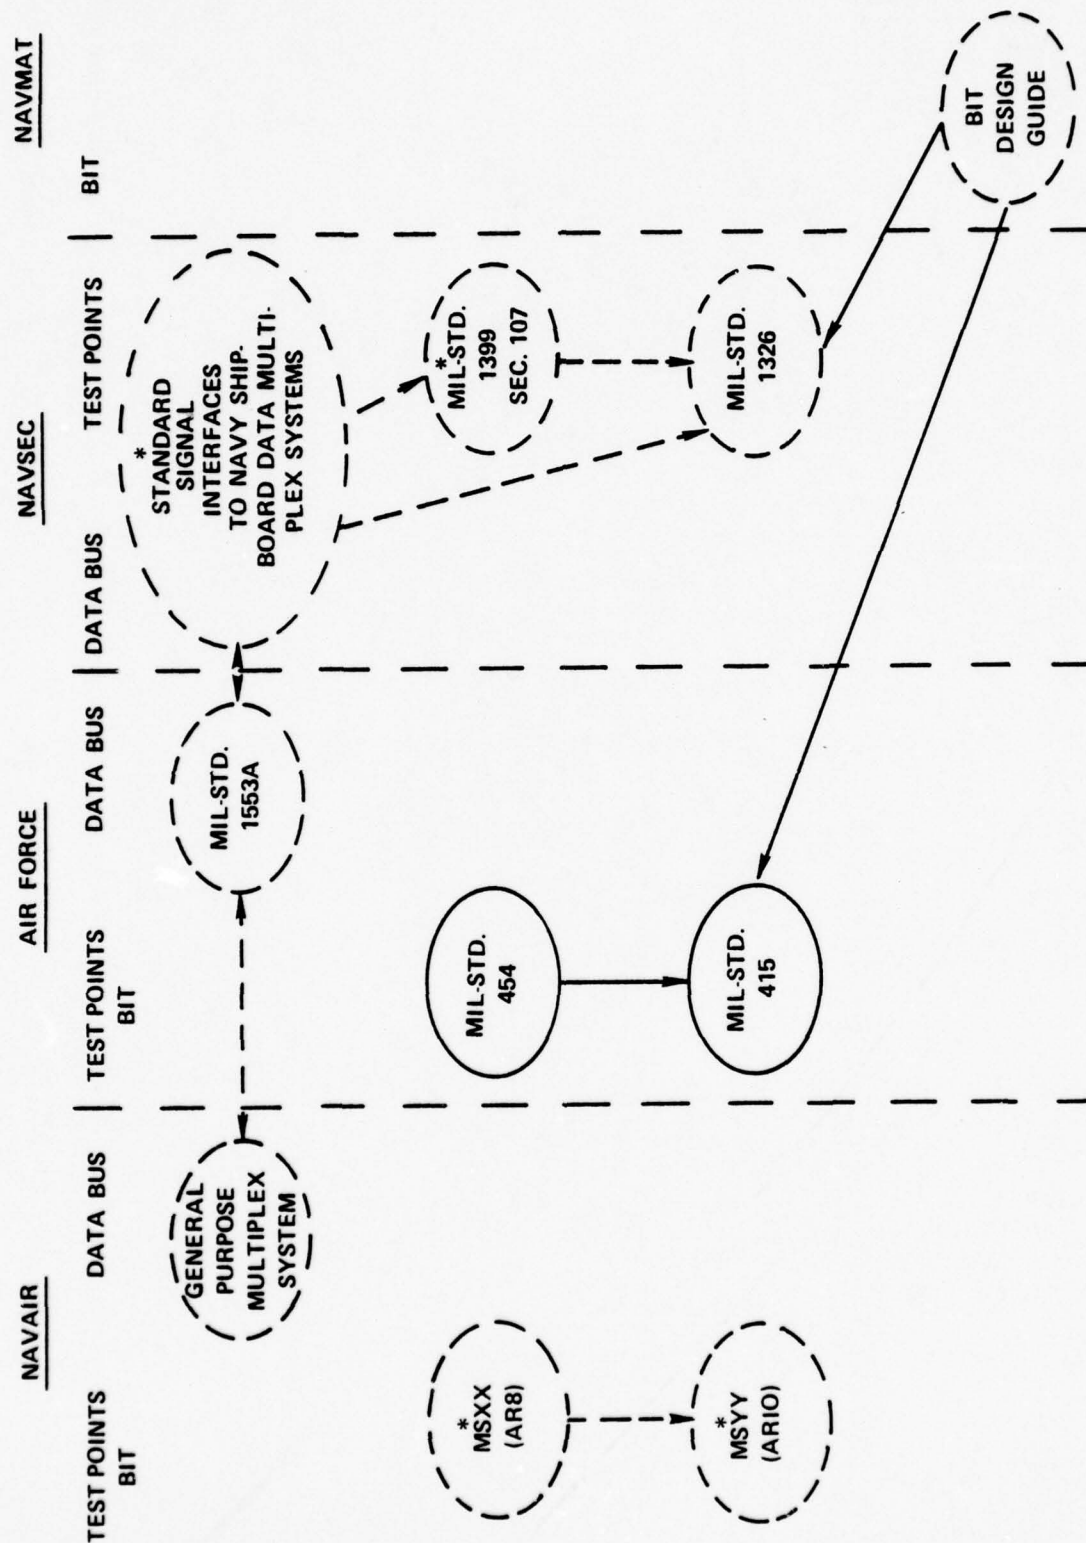 NAVAIR
AIR FORCE
NAVSEC
NAVMAT
TEST POINTS
BIT
DATA BUS
TEST POINTS
BIT
DATA BUS
DATA BUS
TEST POINTS
BIT
GENERAL
PURPOSE
MULTIPLEX
SYSTEM
MIL-STD.
1553A
*
STANDARD
SIGNAL
INTERFACES
TO NAVY SHIP-
BOARD DATA MULTI-
PLEX SYSTEMS
*
MSXX
(AR8)
MIL-STD.
454
*
MIL-STD.
1399
SEC. 107
*
MSYY
(AR10)
MIL-STD.
415
MIL-STD.
1326
BIT
DESIGN
GUIDE